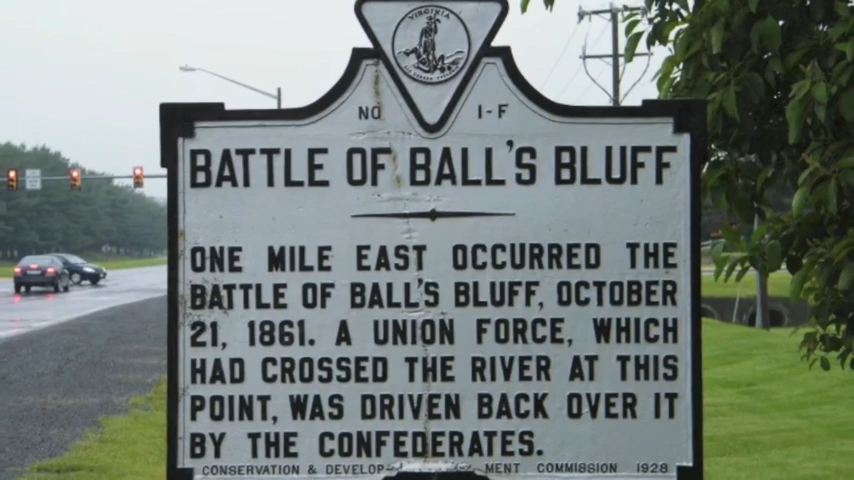 VIRGINIA
NO I-F
BATTLE OF BALL'S BLUFF
ONE MILE EAST OCCURRED THE
BATTLE OF BALL'S BLUFF, OCTOBER
21, 1861. A UNION FORCE, WHICH
HAD CROSSED THE RIVER AT THIS
POINT, WAS DRIVEN BACK OVER IT
BY THE CONFEDERATES.
CONSERVATION & DEVELOP- MENT COMMISSION 1928